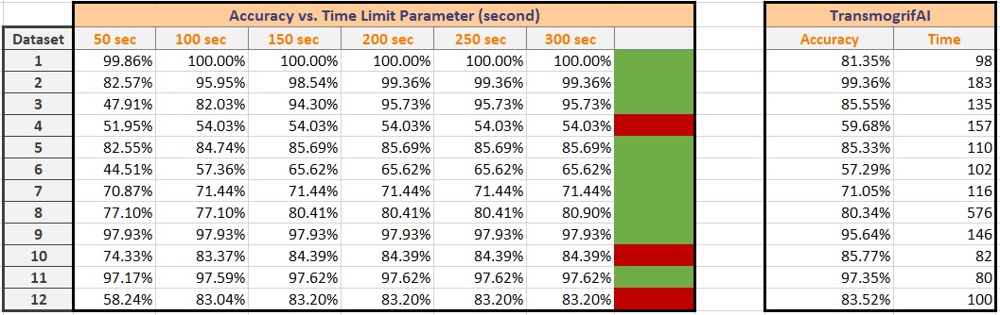 Accuracy vs. Time Limit Parameter (second) TransmogrifAI
Dataset 50 sec 100 sec 150 sec 200 sec 250 sec 300 sec Accuracy Time
1 99.86% 100.00% 100.00% 100.00% 100.00% 100.00% 81.35% 98
2 82.57% 95.95% 98.54% 99.36% 99.36% 99.36% 99.36% 183
3 47.91% 82.03% 94.30% 95.73% 95.73% 95.73% 85.55% 135
4 51.95% 54.03% 54.03% 54.03% 54.03% 54.03% 59.68% 157
5 82.55% 84.74% 85.69% 85.69% 85.69% 85.69% 85.33% 110
6 44.51% 57.36% 65.62% 65.62% 65.62% 65.62% 57.29% 102
7 70.87% 71.44% 71.44% 71.44% 71.44% 71.44% 71.05% 116
8 77.10% 77.10% 80.41% 80.41% 80.41% 80.90% 80.34% 576
9 97.93% 97.93% 97.93% 97.93% 97.93% 97.93% 95.64% 146
10 74.33% 83.37% 84.39% 84.39% 84.39% 84.39% 85.77% 82
11 97.17% 97.59% 97.62% 97.62% 97.62% 97.62% 97.35% 80
12 58.24% 83.04% 83.20% 83.20% 83.20% 83.20% 83.52% 100